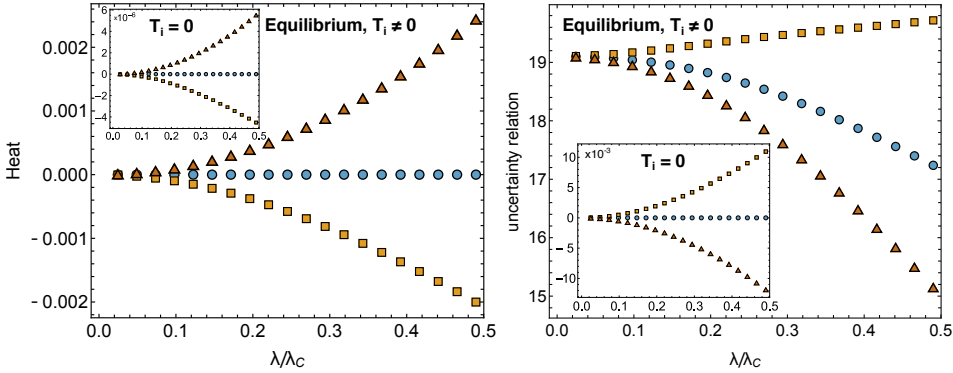 T_i = 0
Equilibrium, T_i ≠ 0
×10⁻⁶
6
4
2
0
-2
-4
0.0 0.1 0.2 0.3 0.4 0.5
Heat
0.002
0.001
0.000
-0.001
-0.002
0.0 0.1 0.2 0.3 0.4 0.5
λ/λ_C
Equilibrium, T_i ≠ 0
uncertainty relation
19
18
17
16
15
×10⁻³
T_i = 0
10
5
0
-5
-10
0.0 0.1 0.2 0.3 0.4 0.5
0.0 0.1 0.2 0.3 0.4 0.5
λ/λ_C